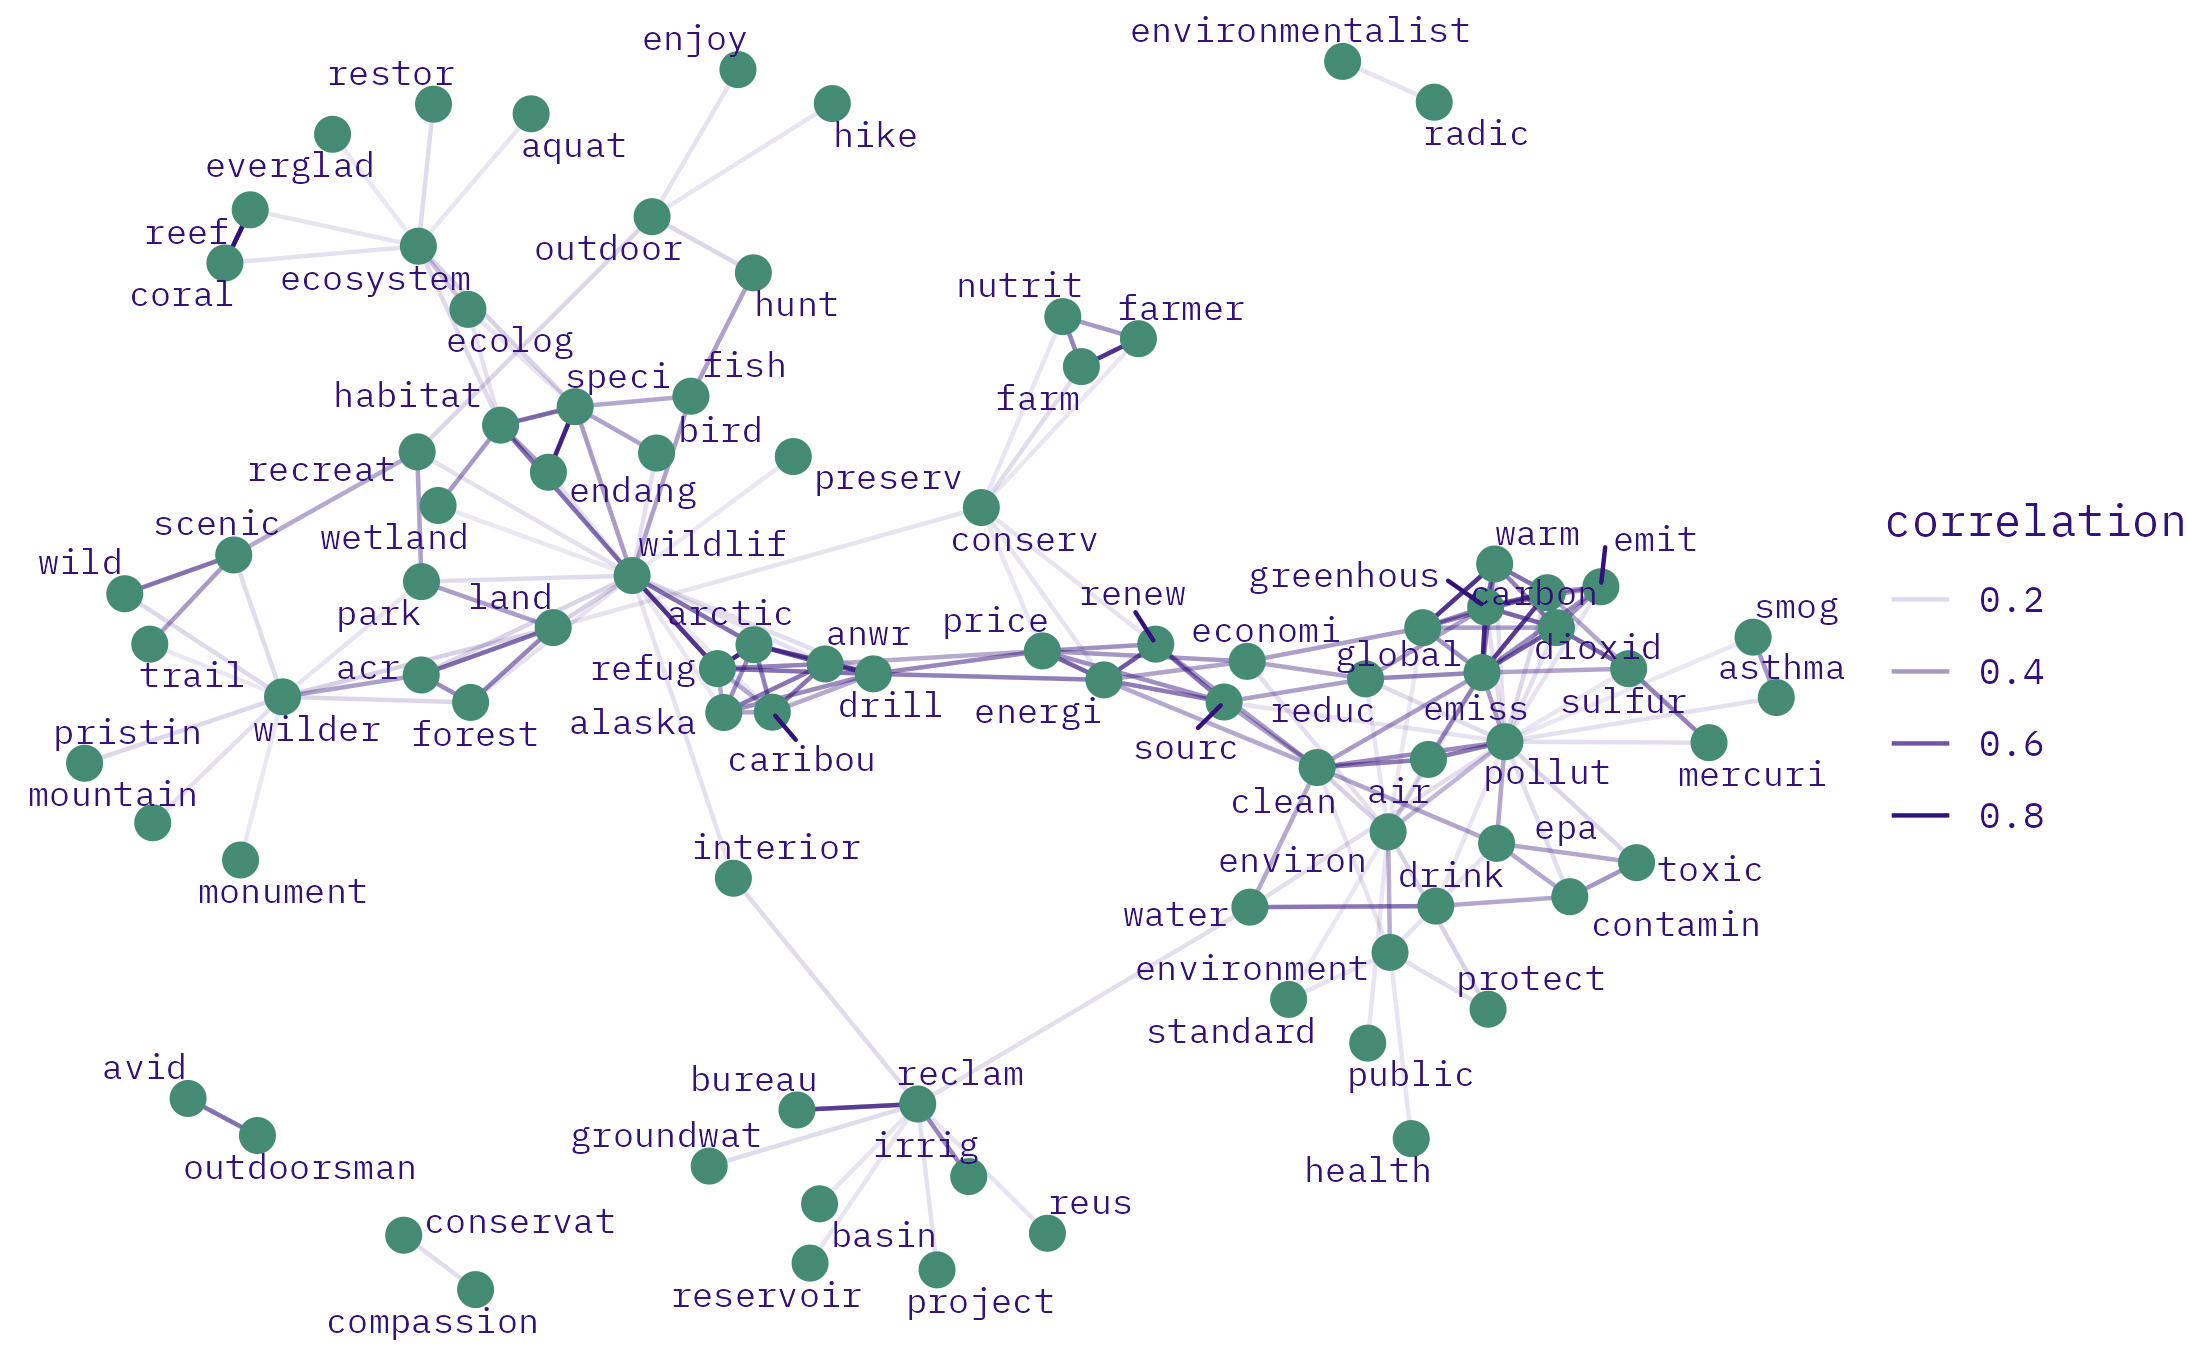 environmentalist
enjoy
restor
hike
radic
aquat
everglad
reef
outdoor
ecosystem
coral
hunt
nutrit
farmer
ecolog
fish
speci
habitat
farm
bird
recreat
preserv
endang
correlation
scenic
wetland
wildlif
conserv
warm
emit
wild
greenhous
renew
carbon
0.2
land
smog
park
arctic
price
anwr
economi
dioxid
global
acr
refug
asthma
trail
0.4
drill
energi
reduc
emiss
sulfur
alaska
pristin
wilder
forest
sourc
0.6
caribou
pollut
mercuri
mountain
clean
air
0.8
epa
interior
environ
drink
toxic
monument
water
contamin
environment
protect
standard
avid
bureau
reclam
public
groundwat
irrig
outdoorsman
health
reus
conservat
basin
reservoir
project
compassion